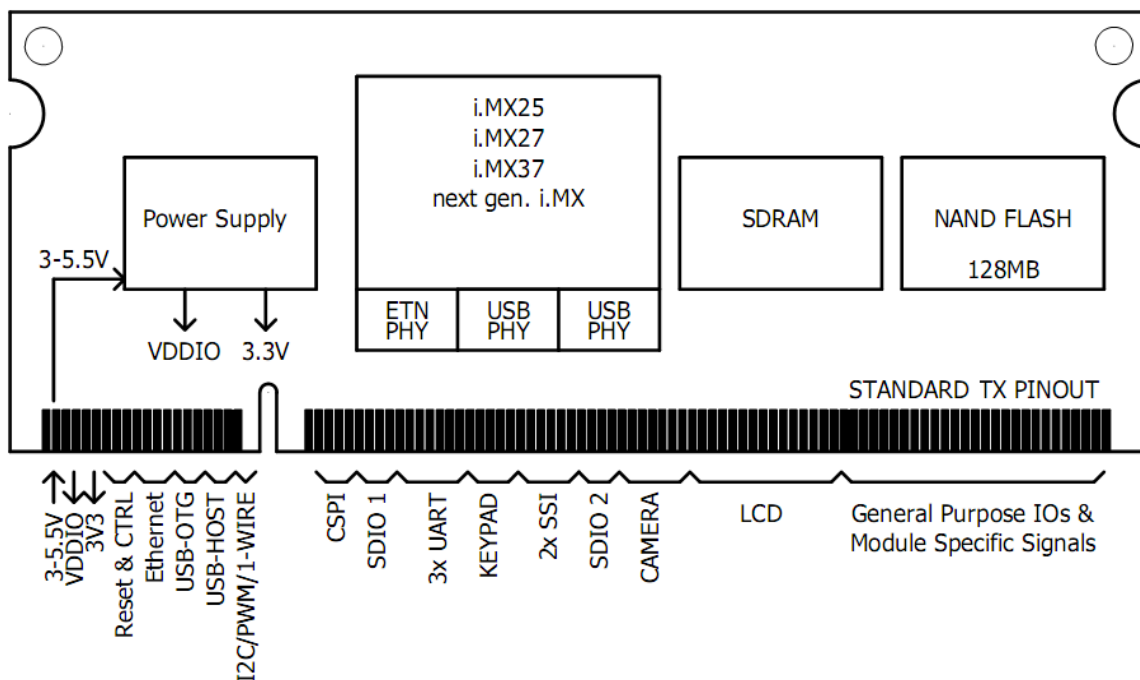 i.MX25
i.MX27
i.MX37
next gen. i.MX
Power Supply
SDRAM
NAND FLASH
128MB
3-5.5V
ETN
PHY
USB
PHY
USB
PHY
VDDIO
3.3V
STANDARD TX PINOUT
3-5.5V
VDDIO
3V3
Reset & CTRL
Ethernet
USB-OTG
USB-HOST
I2C/PWM/1-WIRE
CSPI
SDIO 1
3x UART
KEYPAD
2x SSI
SDIO 2
CAMERA
LCD
General Purpose IOs &
Module Specific Signals